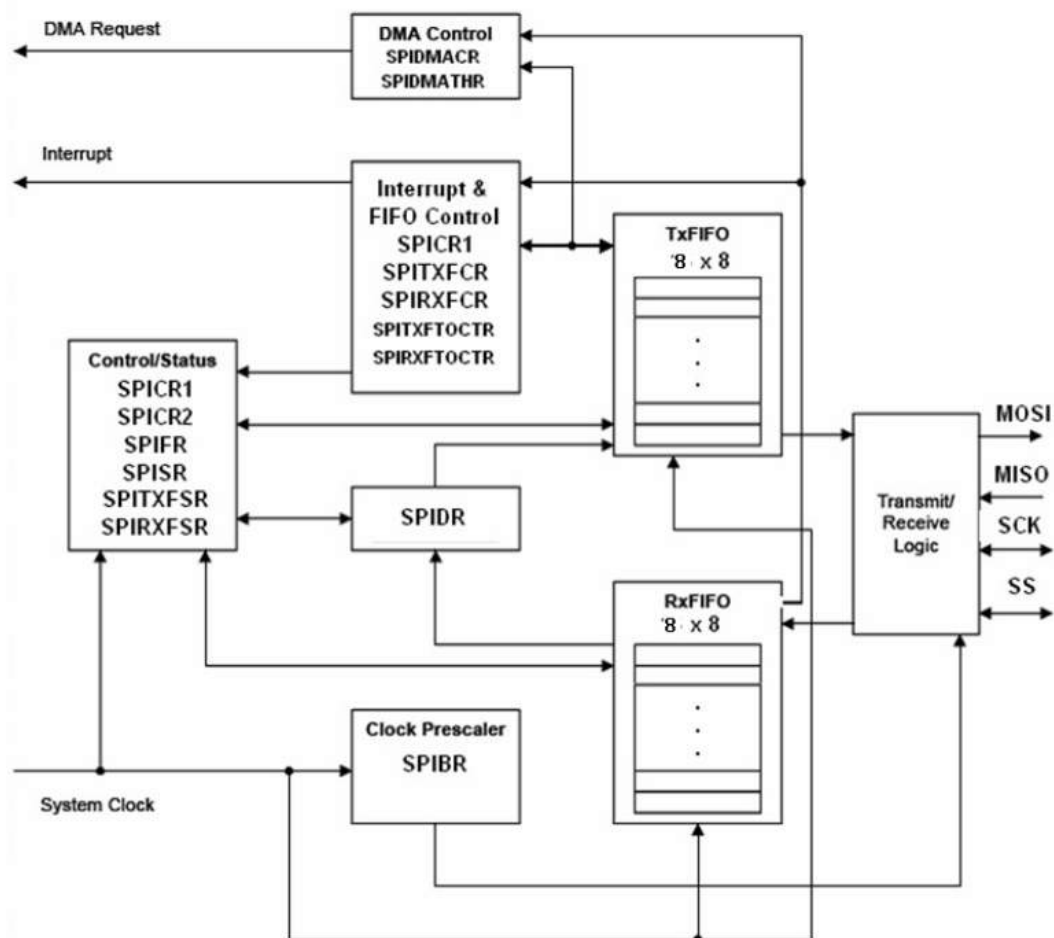 DMA Request
DMA Control
SPIDMACR
SPIDMATHR
Interrupt
Interrupt &
FIFO Control
SPICR1
SPITXFCR
SPIRXFCR
SPITXFTOCTR
SPIRXFTOCTR
TxFIFO
8 x 8
Control/Status
SPICR1
SPICR2
SPIFR
SPISR
SPITXFSR
SPIRXFSR
SPIDR
Transmit/
Receive
Logic
MOSI
MISO
SCK
SS
RxFIFO
8 x 8
Clock Prescaler
SPIBR
System Clock